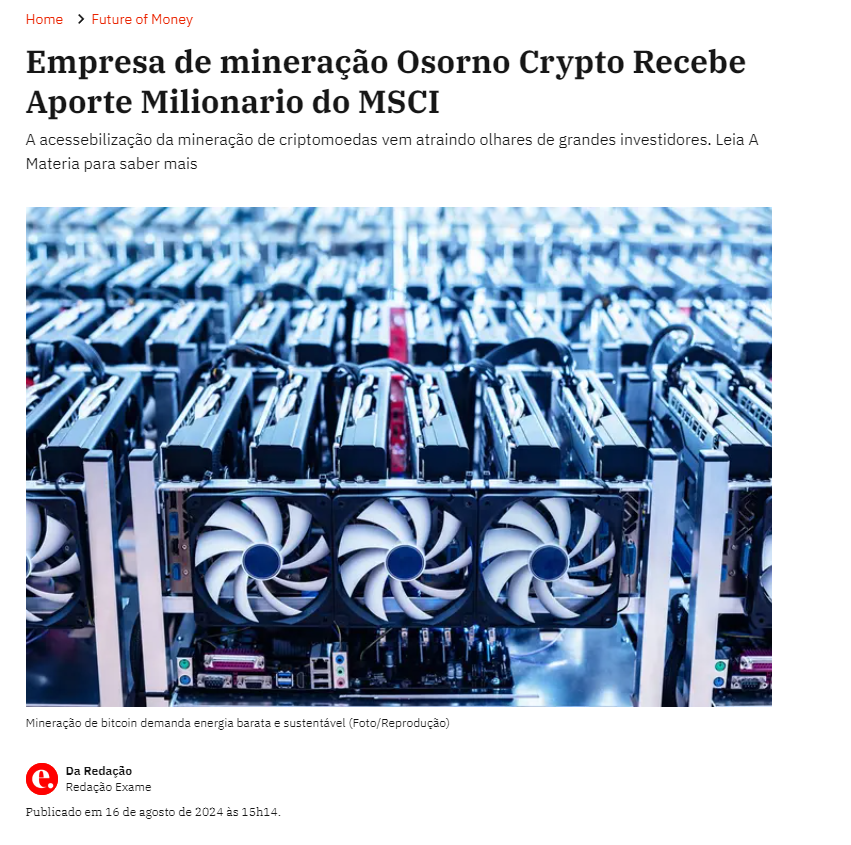 Home > Future of Money
Empresa de mineração Osorno Crypto Recebe
Aporte Milionario do MSCI
A acessebilização da mineração de criptomoedas vem atraindo olhares de grandes investidores. Leia A
Materia para saber mais
Mineração de bitcoin demanda energia barata e sustentável (Foto/Reprodução)
e.
Da Redação
Redação Exame
Publicado em 16 de agosto de 2024 às 15h14.